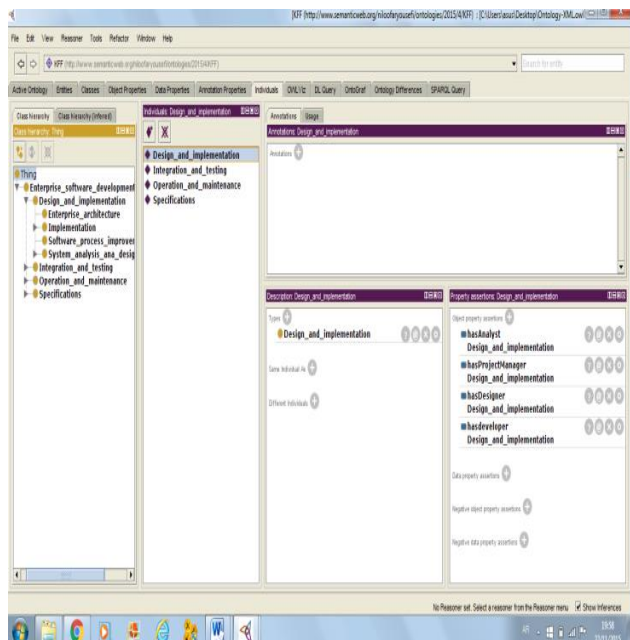 [KFF (http://www.semanticweb.org/niloofaryousefi/ontologies/2015/4/KFF) : [C:\Users\asus\Desktop\Ontology-XML.owl]
File Edit View Reasoner Tools Refactor Window Help
KFF (http://www.semanticweb.org/niloofaryousefi/ontologies/2015/4/KFF)
Search for entity
Active Ontology Entities Classes Object Properties Data Properties Annotation Properties Individuals OWLViz DL Query OntoGraf Ontology Differences SPARQL Query
Class hierarchy Class hierarchy (inferred)
Class hierarchy: Thing
Thing
Enterprise_software_development
Design_and_implementation
Enterprise_architecture
Implementation
Software_process_improver
System_analysis_ana_desig
Integration_and_testing
Operation_and_maintenance
Specifications
Individuals: Design_and_implementation
Design_and_implementation
Integration_and_testing
Operation_and_maintenance
Specifications
Annotations Usage
Annotations: Design_and_implementation
Annotations
Description: Design_and_implementation
Types
Design_and_implementation
Same Individual As
Different Individuals
Property assertions: Design_and_implementation
Object property assertions
hasAnalyst
Design_and_implementation
hasProjectManager
Design_and_implementation
hasDesigner
Design_and_implementation
hasdeveloper
Design_and_implementation
Data property assertions
Negative object property assertions
Negative data property assertions
No Reasoner set. Select a reasoner from the Reasoner menu Show Inferences